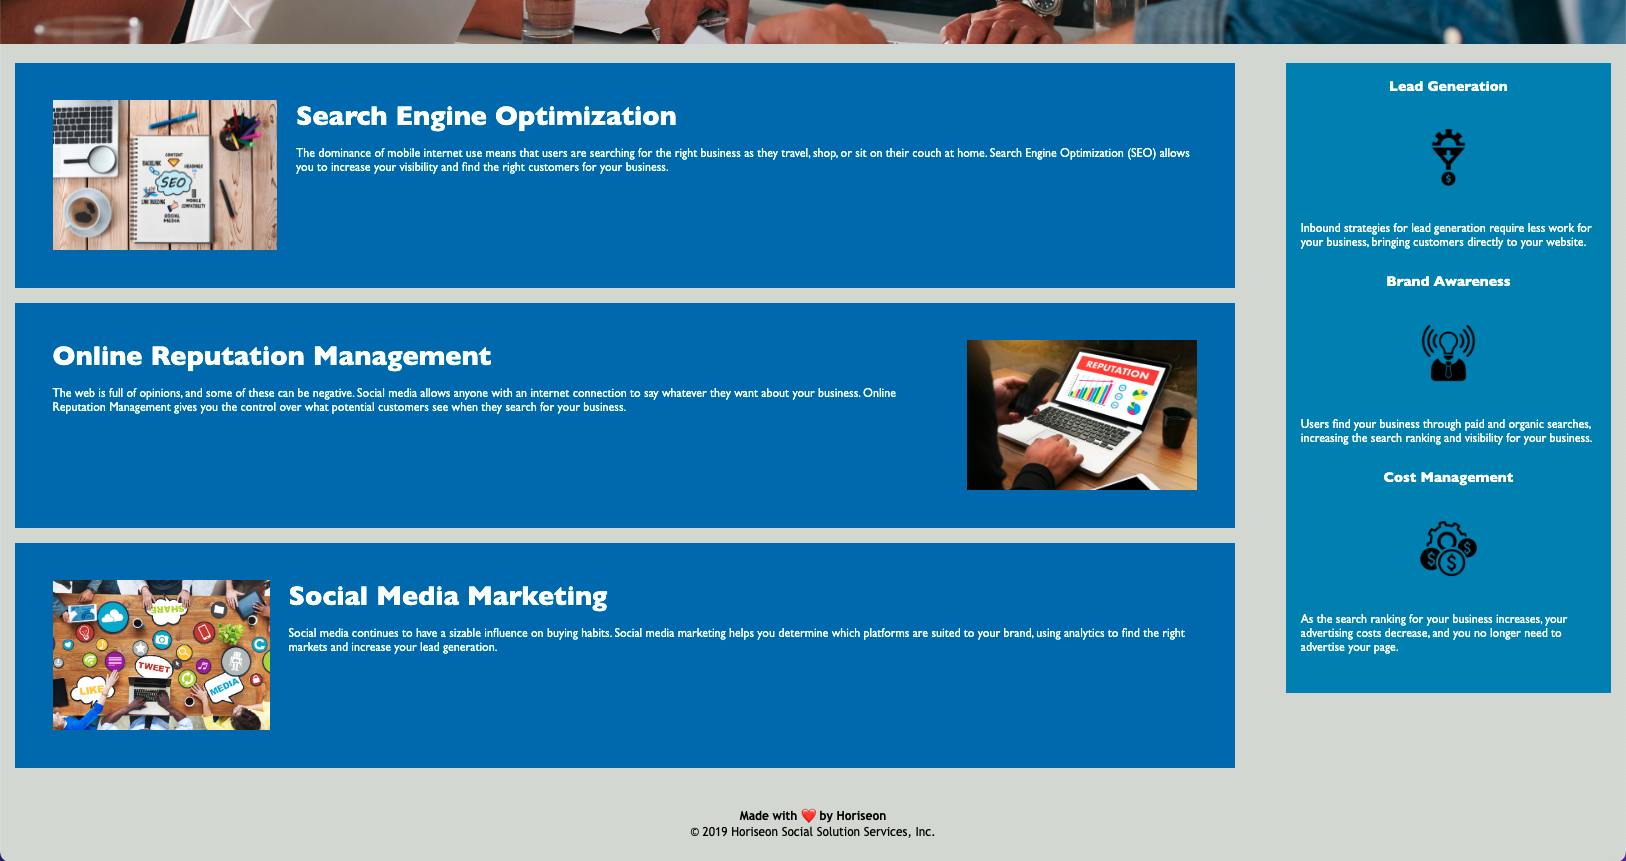 Search Engine Optimization
The dominance of mobile internet use means that users are searching for the right business as they travel, shop, or sit on their couch at home. Search Engine Optimization (SEO) allows
you to increase your visibility and find the right customers for your business.
CONTENT
BACKLINK
SEO
LINK BUILDING
MOBILE
COMPATIBILITY
SOCIAL
MEDIA
Online Reputation Management
The web is full of opinions, and some of these can be negative. Social media allows anyone with an internet connection to say whatever they want about your business. Online
Reputation Management gives you the control over what potential customers see when they search for your business.
REPUTATION
Social Media Marketing
Social media continues to have a sizable influence on buying habits. Social media marketing helps you determine which platforms are suited to your brand, using analytics to find the right
markets and increase your lead generation.
SHARE
TWEET
LIKE
MEDIA
Lead Generation
Inbound strategies for lead generation require less work for
your business, bringing customers directly to your website.
Brand Awareness
Users find your business through paid and organic searches,
increasing the search ranking and visibility for your business.
Cost Management
As the search ranking for your business increases, your
advertising costs decrease, and you no longer need to
advertise your page.
Made with ❤️ by Horiseon
© 2019 Horiseon Social Solution Services, Inc.